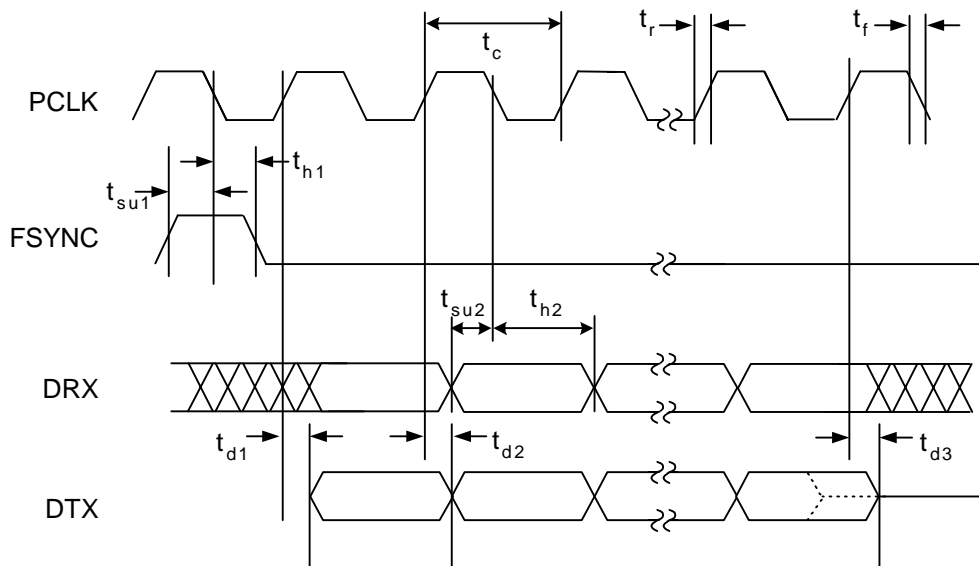 t_r
t_f
t_c
PCLK
t_h1
t_su1
FSYNC
t_su2
t_h2
DRX
t_d1
t_d2
t_d3
DTX